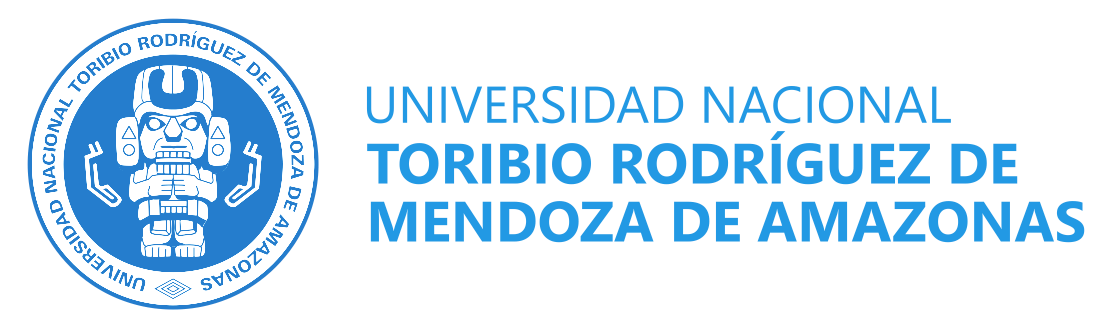 UNIVERSIDAD NACIONAL TORIBIO RODRÍGUEZ DE MENDOZA DE AMAZONAS
UNIVERSIDAD NACIONAL
TORIBIO RODRÍGUEZ DE
MENDOZA DE AMAZONAS